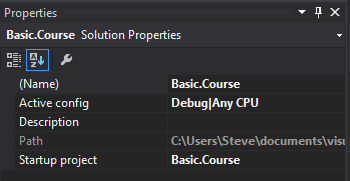 Properties
Basic.Course Solution Properties
(Name) Basic.Course
Active config Debug|Any CPU
Description
Path C:\Users\Steve\documents\visu
Startup project Basic.Course